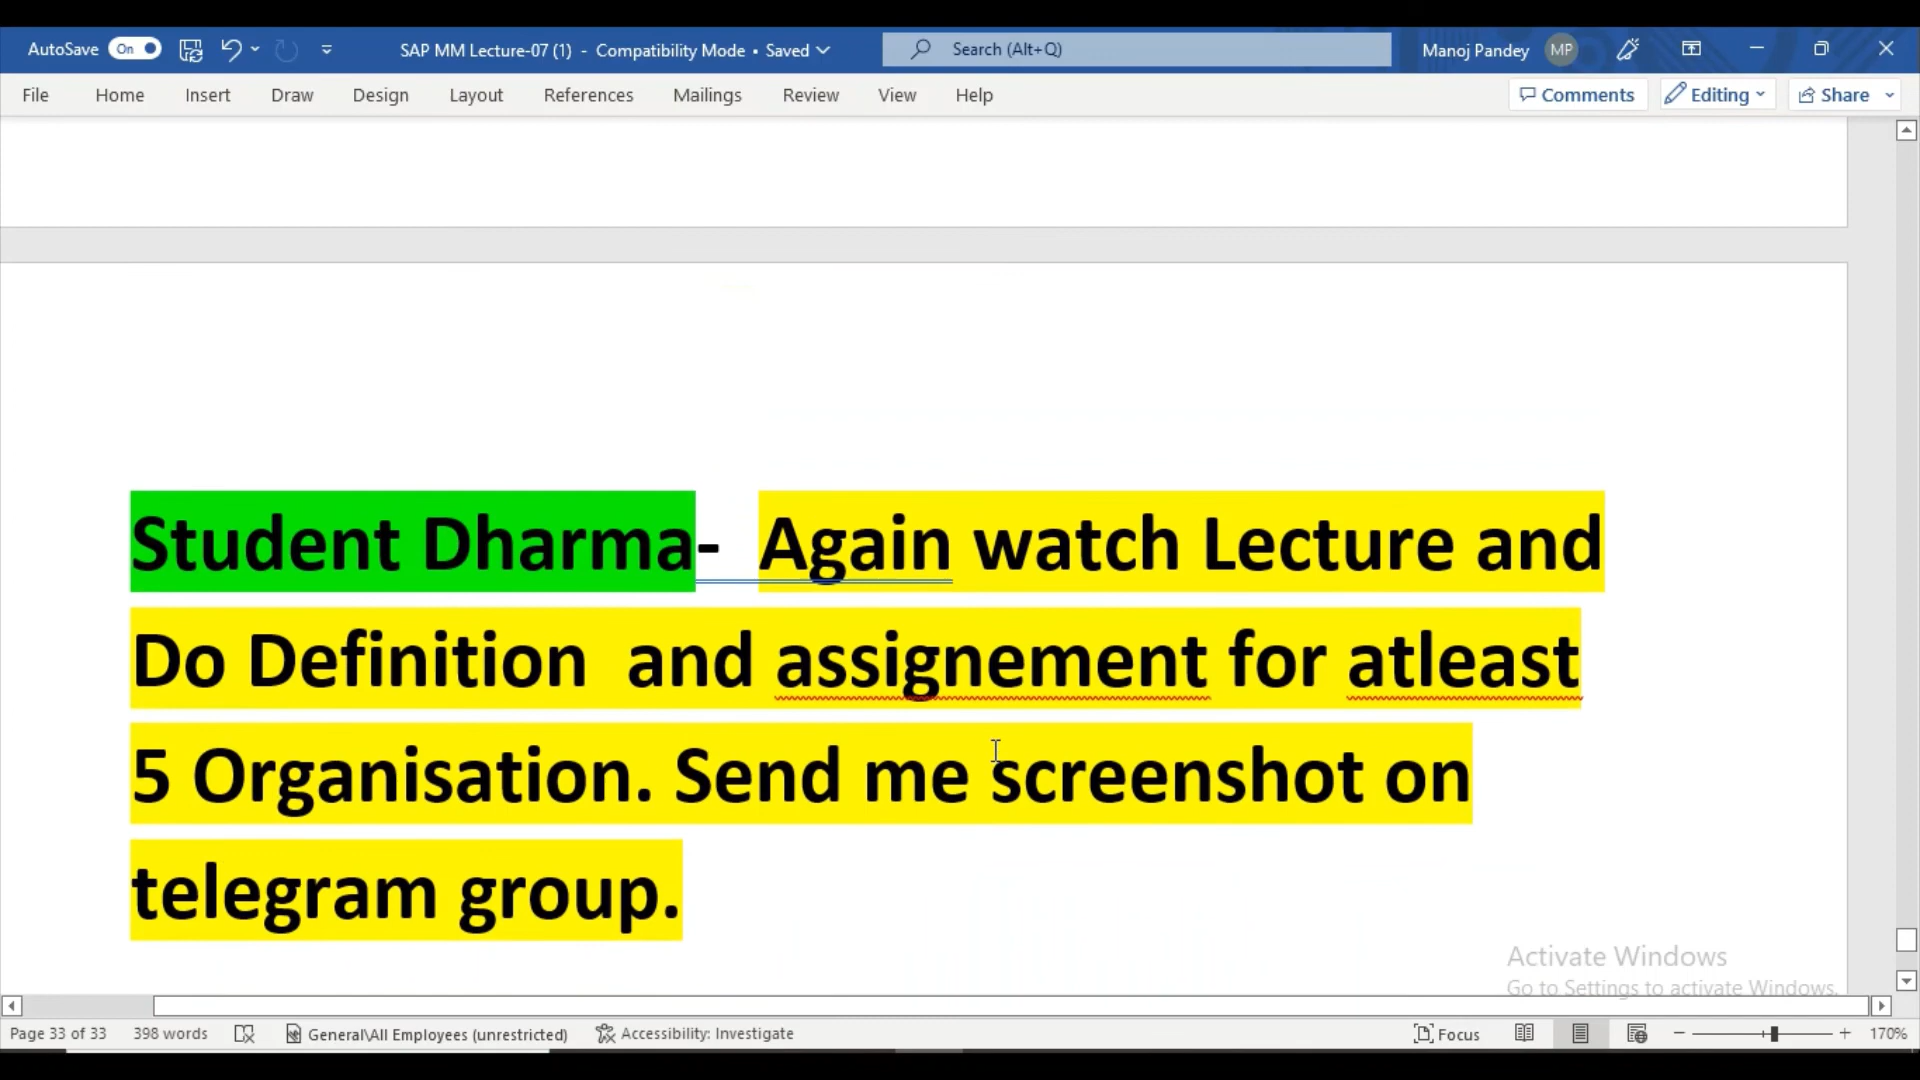 AutoSave On SAP MM Lecture-07 (1) - Compatibility Mode • Saved Search (Alt+Q) Manoj Pandey MP
File Home Insert Draw Design Layout References Mailings Review View Help Comments Editing Share
Student Dharma- Again watch Lecture and
Do Definition and assignement for atleast
5 Organisation. Send me screenshot on
telegram group.
Activate Windows
Go to Settings to activate Windows.
Page 33 of 33 398 words General\All Employees (unrestricted) Accessibility: Investigate Focus 170%